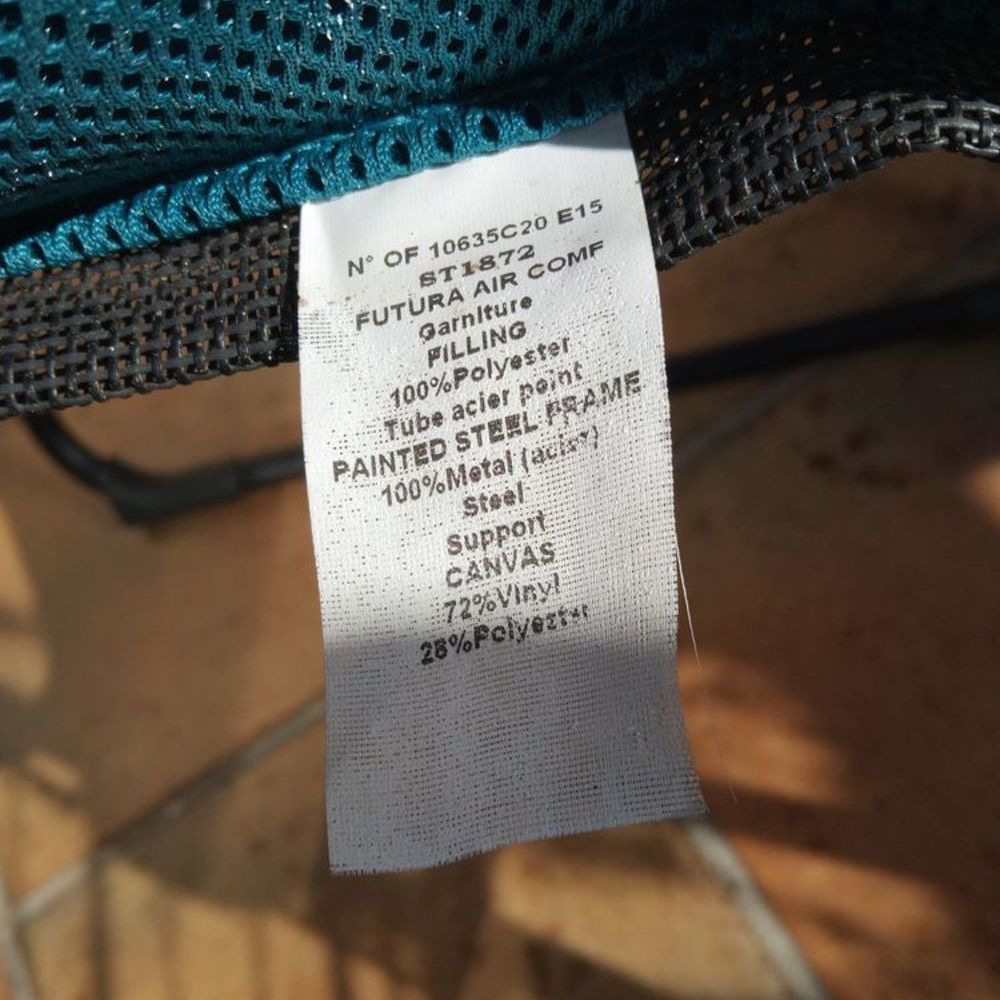 N° OF 10635C20 E15
ST1872
FUTURA AIR COMF
Garniture
FILLING
100%Polyester
Tube acier peint
PAINTED STEEL FRAME
100%Metal (acier)
Steel
Support
CANVAS
72%Vinyl
28%Polyester